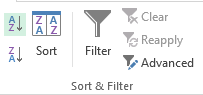 A
Z
Z A
A Z
Sort
Filter
Clear
Reapply
Advanced
Z
A
Sort & Filter